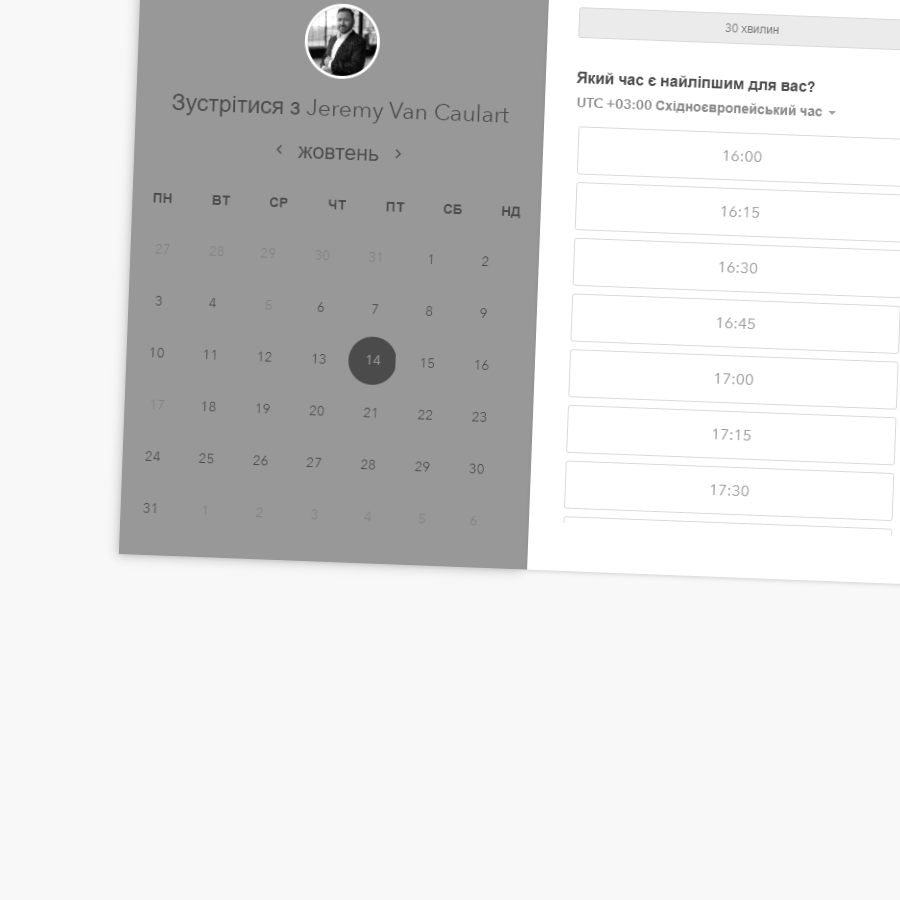 Зустрітися з Jeremy Van Caulart
жовтень
ПН ВТ СР ЧТ ПТ СБ НД
27 28 29 30 31 1 2
3 4 5 6 7 8 9
10 11 12 13 14 15 16
17 18 19 20 21 22 23
24 25 26 27 28 29 30
31 1 2 3 4 5 6
30 хвилин
Який час є найліпшим для вас?
UTC +03:00 Східноєвропейський час
16:00
16:15
16:30
16:45
17:00
17:15
17:30